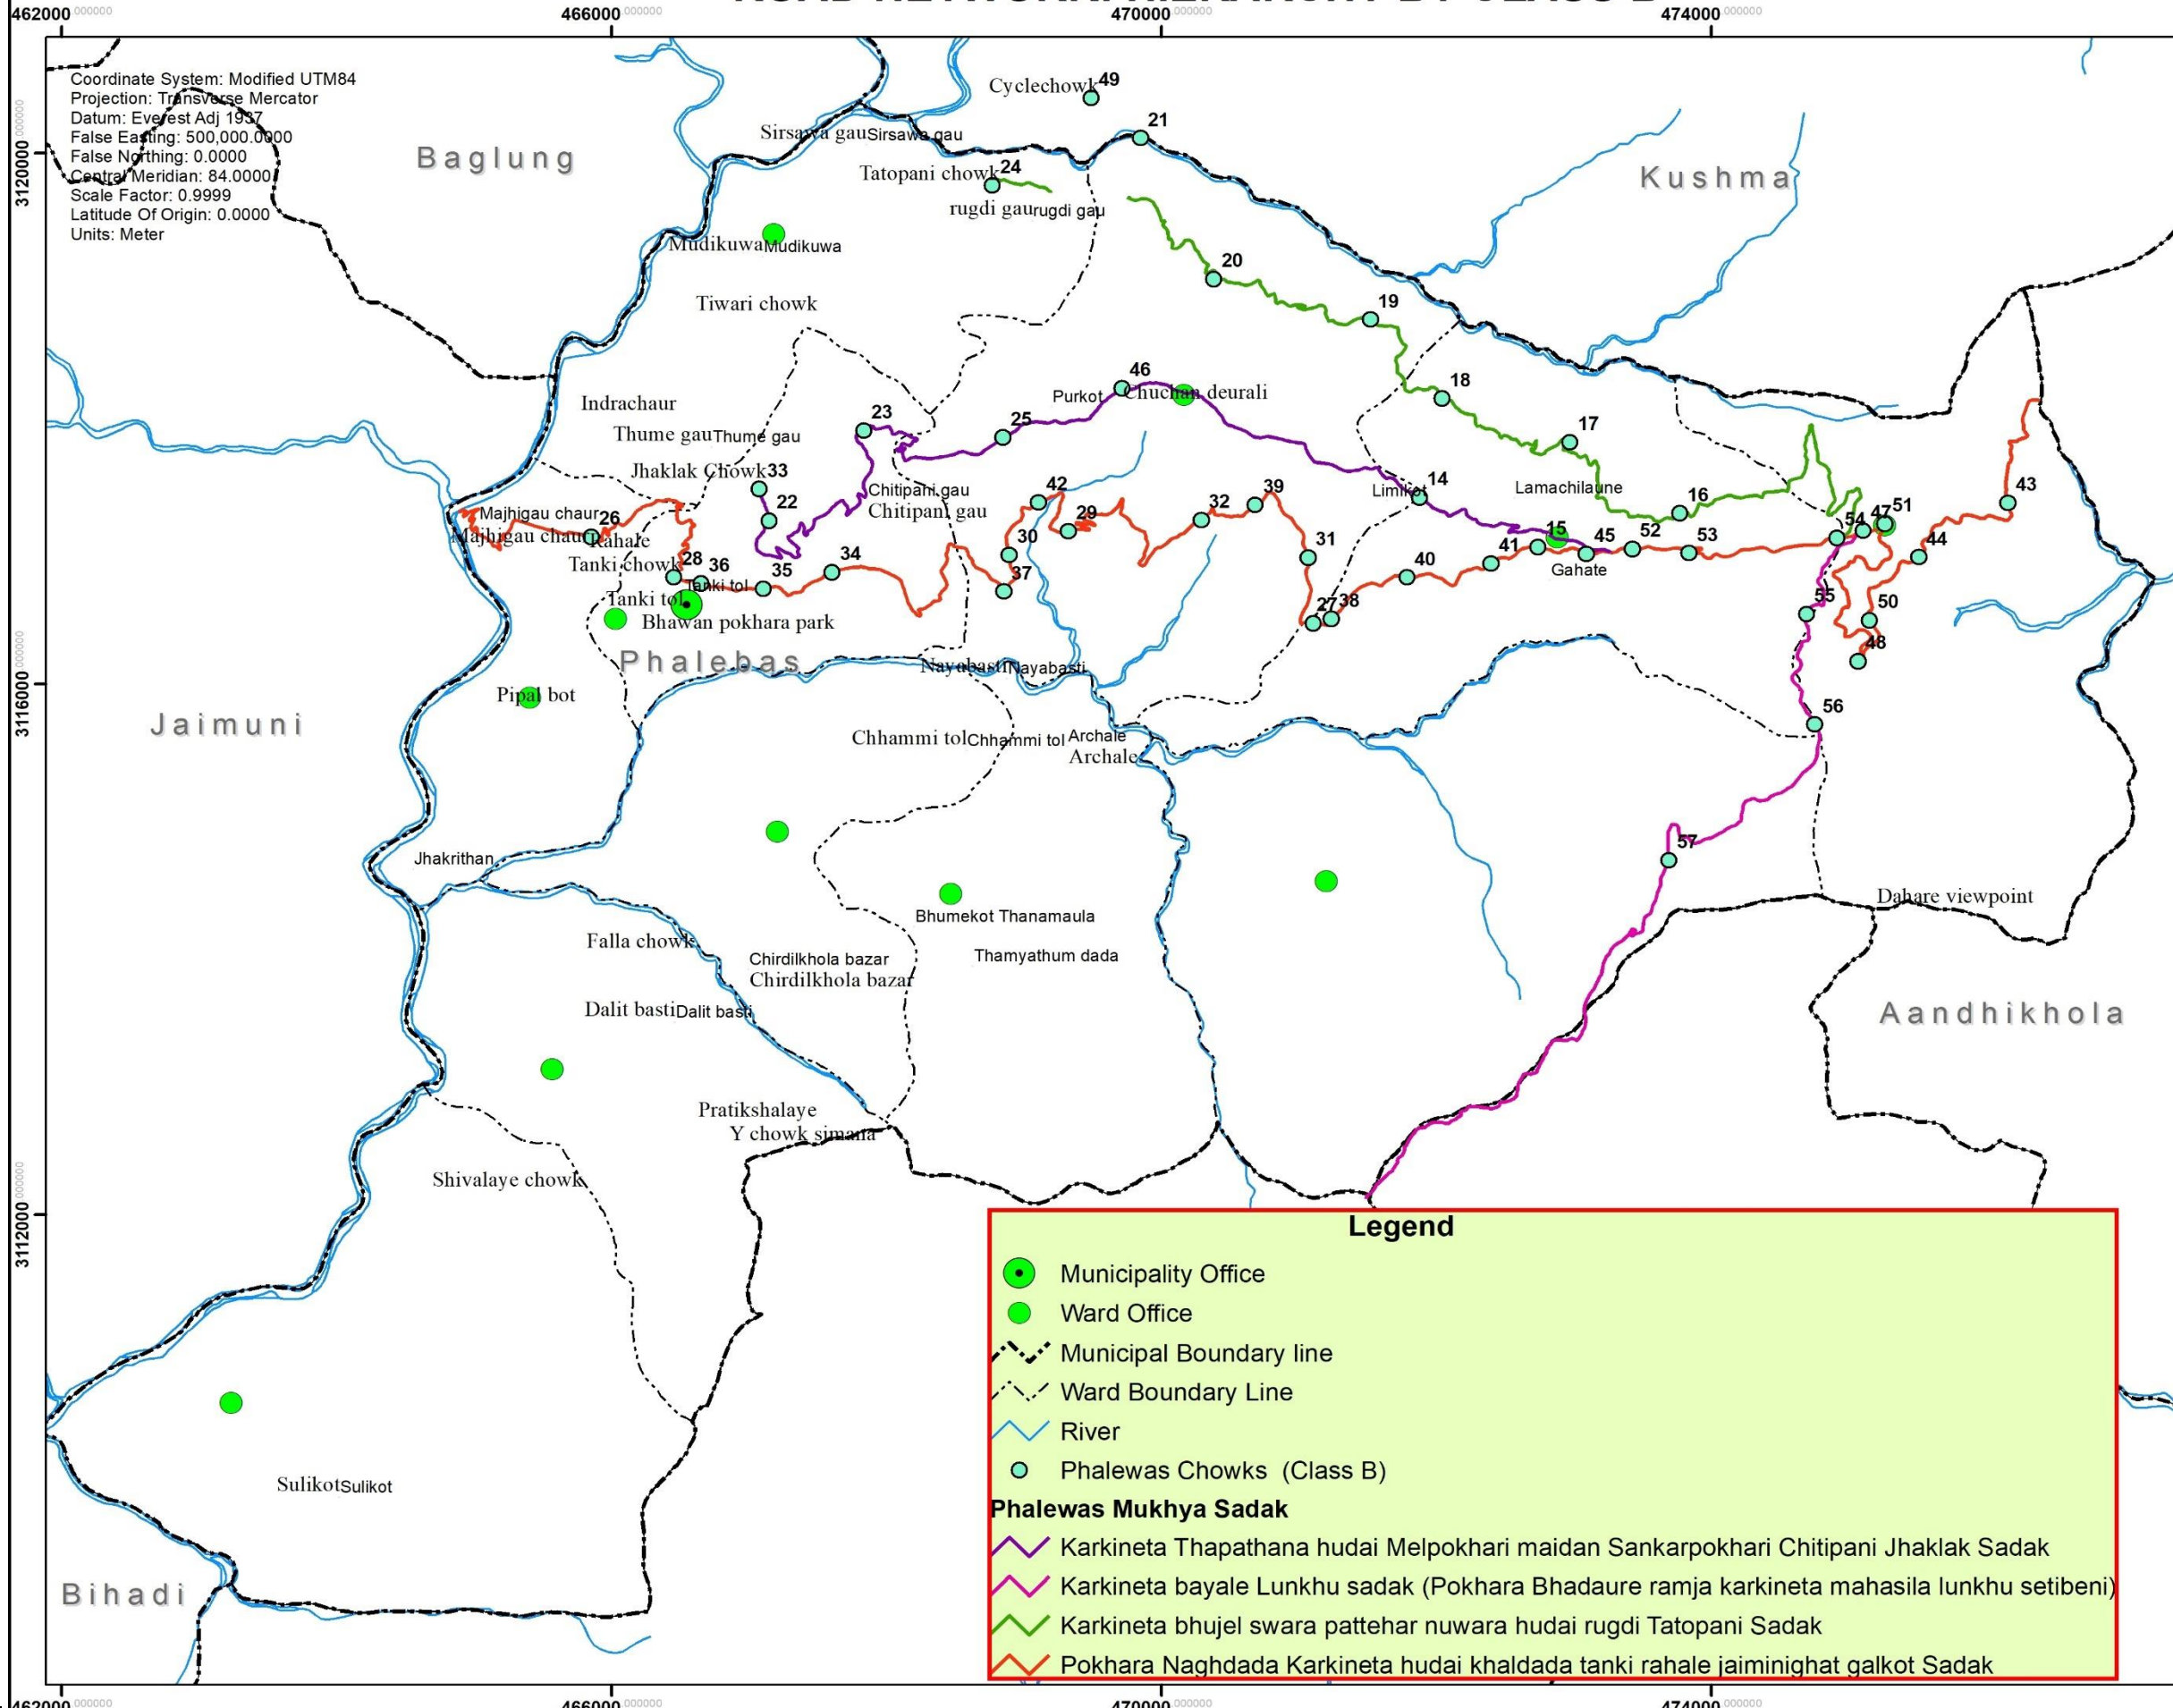 462000.000000 466000.000000 470000.000000 474000.000000
Coordinate System: Modified UTM84
Projection: Transverse Mercator
Datum: Everest Adj 1937
False Easting: 500,000.0000
False Northing: 0.0000
Central Meridian: 84.0000
Scale Factor: 0.9999
Latitude Of Origin: 0.0000
Units: Meter
3120000.000000
3116000.000000
3112000.000000
Baglung
Kushma
Cyclechowk 49
21
Sirsawa gau Sirsawa gau
Tatopani chowk 24
rugdi gau rugdi gau
Mudikuwa Mudikuwa
20
Tiwari chowk
19
46
Purkot
Chuchan deurali
18
Indrachaur
23
25
17
Thume gau Thume gau
Jhaklak Chowk 33
14
Limikot
Lamachilaune
16
43
22
Chitipani gau
Chitipani gau
42
29
32
39
Majhigau chaur
26
Majhigau chaur
Rahale
54
47
51
15
45
52
53
44
Tanki chowk
28
36
35
34
30
37
31
40
41
Gahate
Tanki tol
Tanki tol
27
38
55
50
48
Bhawan pokhara park
Phalebas
Nayabasti Nayabasti
Pipal bot
56
Jaimuni
Chhammi tol Chhammi tol
Archale
Archale
57
Jhakrithan
Dahare viewpoint
Bhumekot Thanamaula
Falla chowk
Chirdilkhola bazar
Chirdilkhola bazar
Thamyathum dada
Dalit basti Dalit basti
Aandhikhola
Pratikshalaye
Y chowk simana
Shivalaye chowk
Sulikot Sulikot
Bihadi
Legend
Municipality Office
Ward Office
Municipal Boundary line
Ward Boundary Line
River
Phalewas Chowks (Class B)
Phalewas Mukhya Sadak
Karkineta Thapathana hudai Melpokhari maidan Sankarpokhari Chitipani Jhaklak Sadak
Karkineta bayale Lunkhu sadak (Pokhara Bhadaure ramja karkineta mahasila lunkhu setibeni)
Karkineta bhujel swara pattehar nuwara hudai rugdi Tatopani Sadak
Pokhara Naghdada Karkineta hudai khaldada tanki rahale jaiminighat galkot Sadak
462000.000000 466000.000000 470000.000000 474000.000000